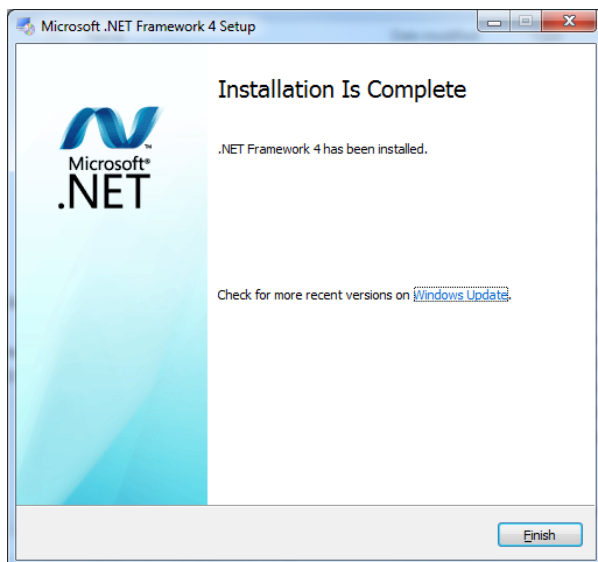 Microsoft .NET Framework 4 Setup
Installation Is Complete
.NET Framework 4 has been installed.
Microsoft®
.NET
Check for more recent versions on Windows Update.
Finish